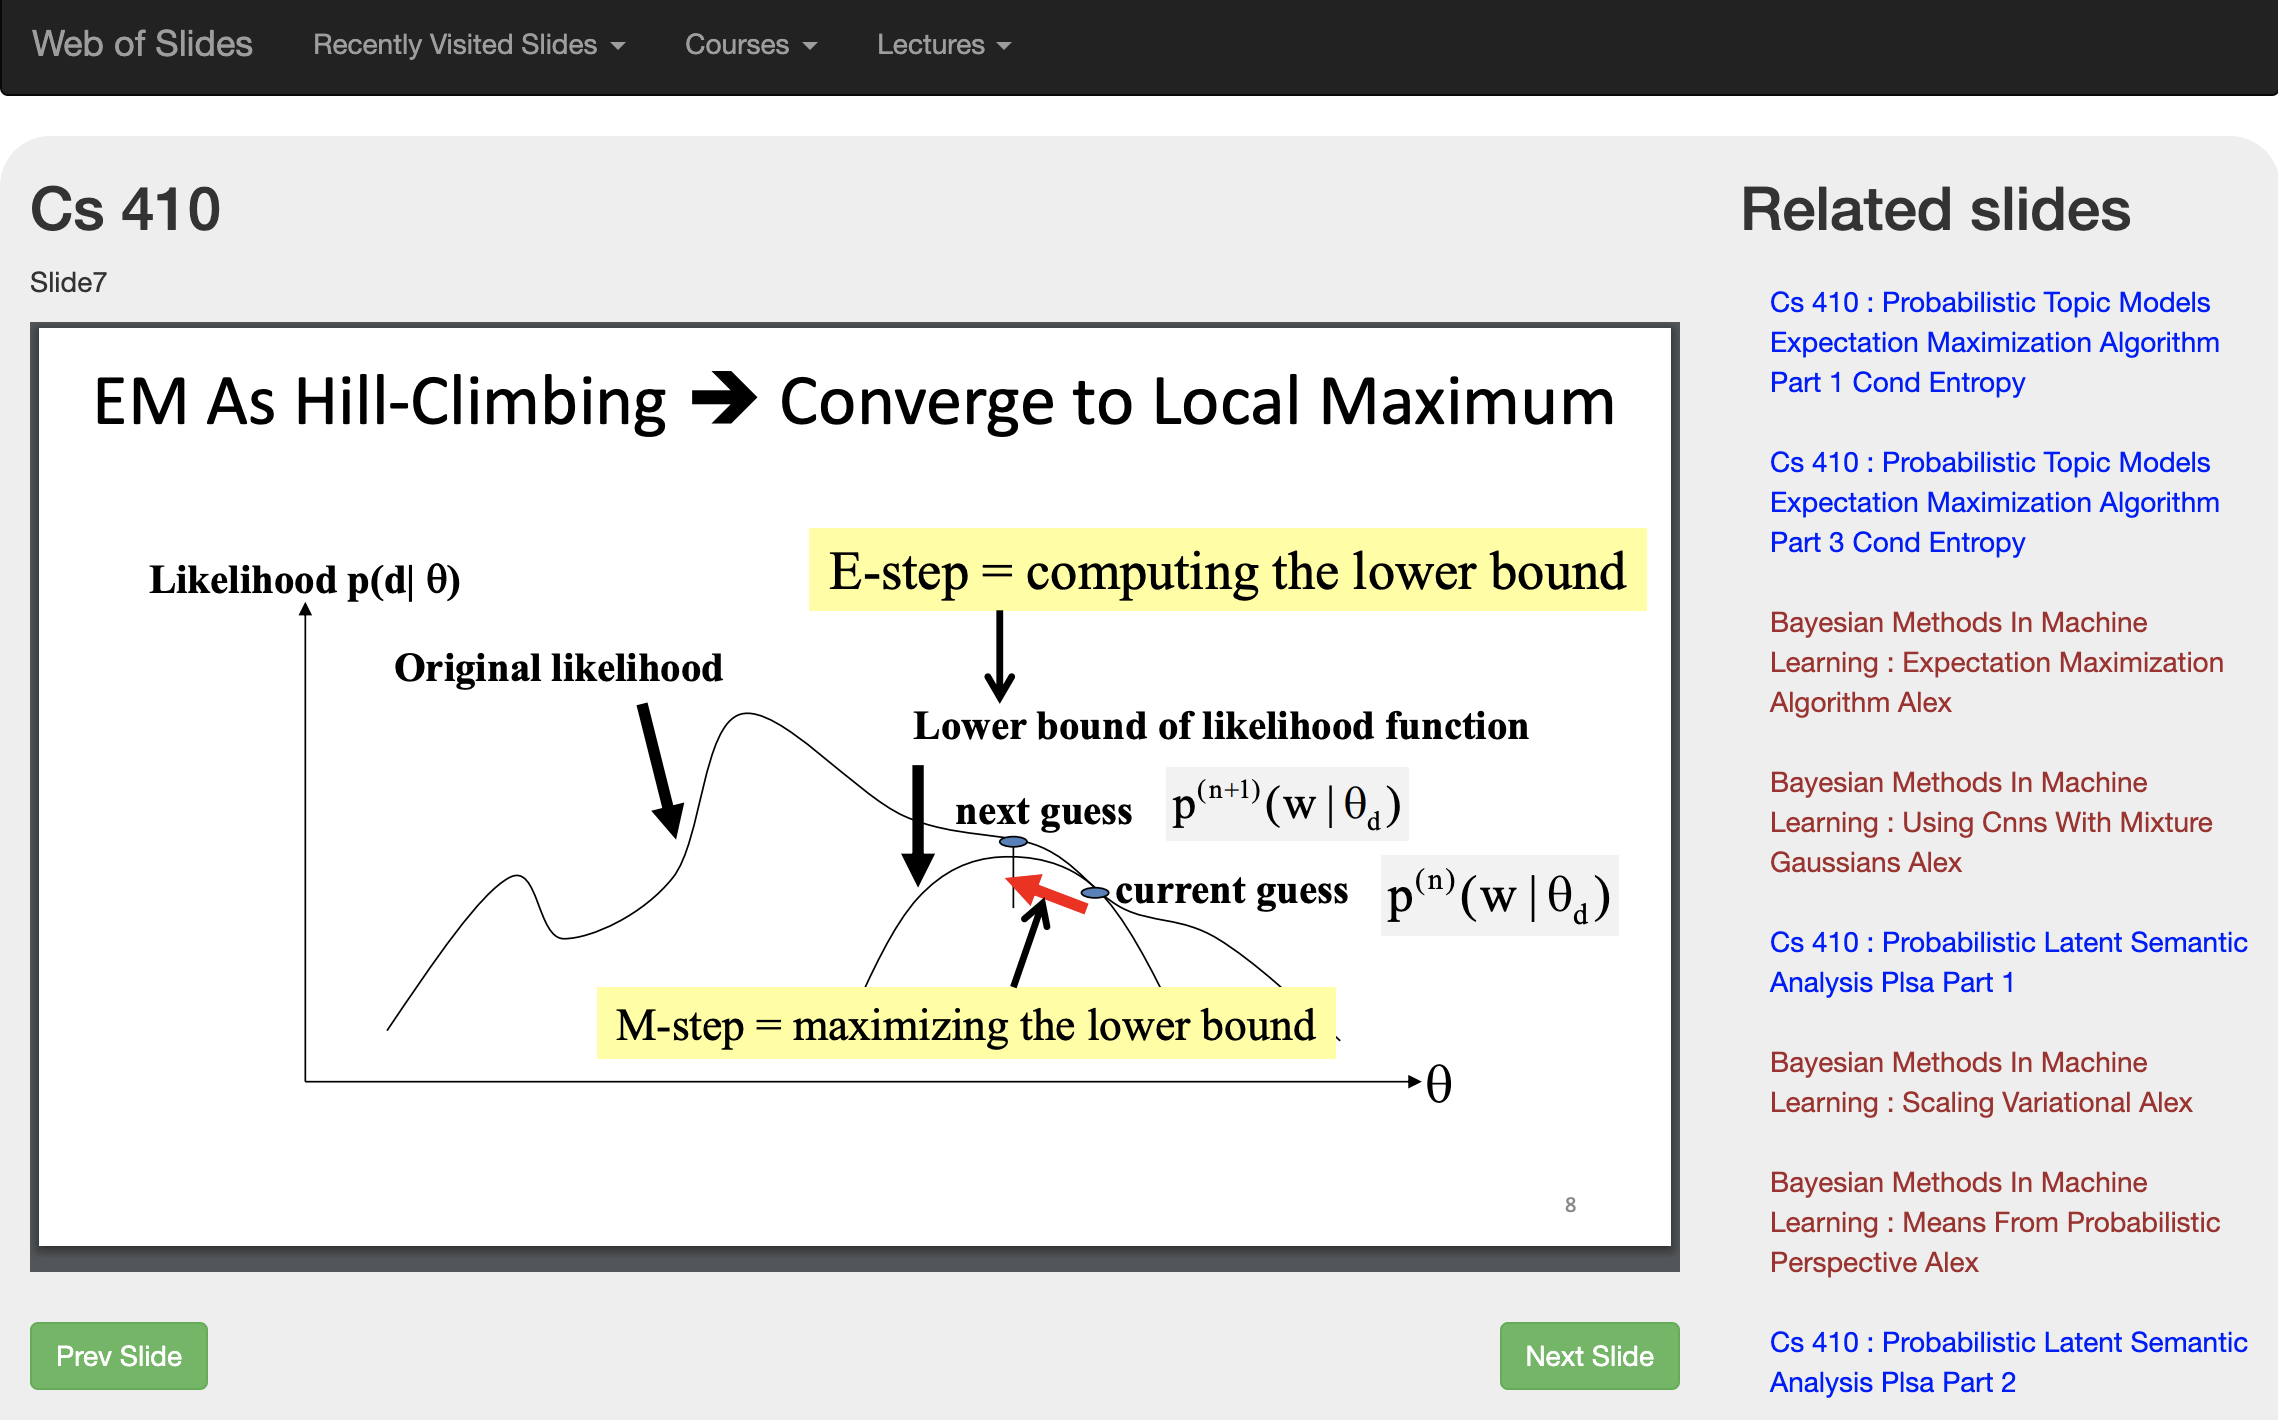 Web of Slides
Recently Visited Slides
Courses
Lectures
Cs 410
Slide7
EM As Hill-Climbing ➔ Converge to Local Maximum
E-step = computing the lower bound
Likelihood p(d| θ)
Original likelihood
Lower bound of likelihood function
next guess
p^(n+1)(w | θ_d)
current guess
p^(n)(w | θ_d)
M-step = maximizing the lower bound
θ
8
Prev Slide
Next Slide
Related slides
Cs 410 : Probabilistic Topic Models
Expectation Maximization Algorithm
Part 1 Cond Entropy
Cs 410 : Probabilistic Topic Models
Expectation Maximization Algorithm
Part 3 Cond Entropy
Bayesian Methods In Machine
Learning : Expectation Maximization
Algorithm Alex
Bayesian Methods In Machine
Learning : Using Cnns With Mixture
Gaussians Alex
Cs 410 : Probabilistic Latent Semantic
Analysis Plsa Part 1
Bayesian Methods In Machine
Learning : Scaling Variational Alex
Bayesian Methods In Machine
Learning : Means From Probabilistic
Perspective Alex
Cs 410 : Probabilistic Latent Semantic
Analysis Plsa Part 2